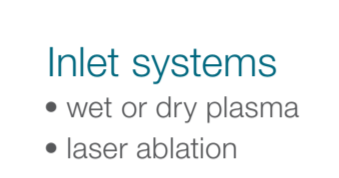 Inlet systems
• wet or dry plasma
• laser ablation